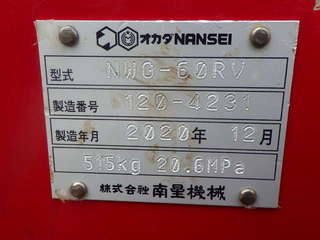 オカダNANSEI
型式 NWG-60RV
製造番号 120-4231
製造年月 2020年 12月
515kg 20.6MPa
株式会社 南星機械